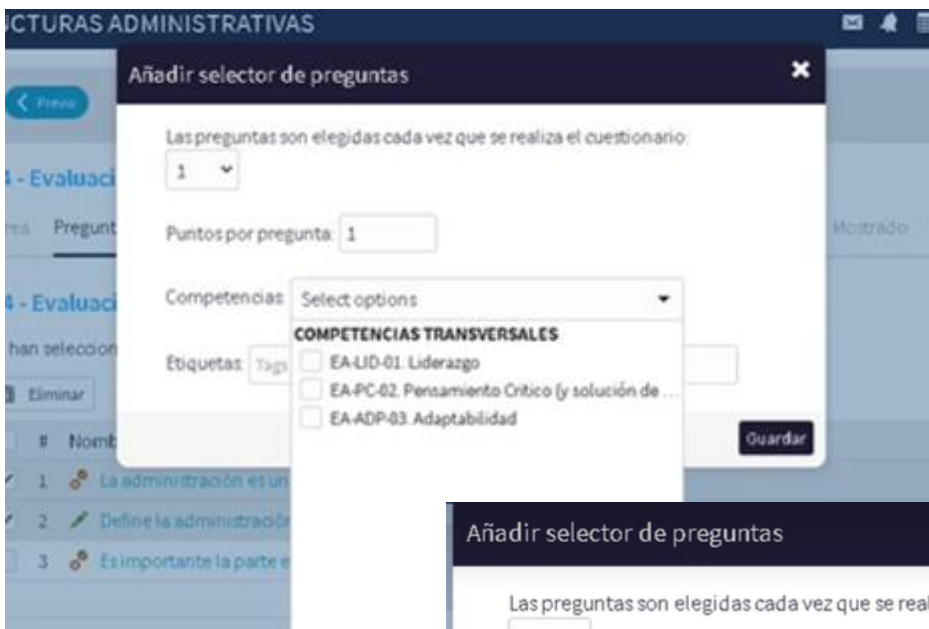 CTURAS ADMINISTRATIVAS
Añadir selector de preguntas
Previo
Las preguntas son elegidas cada vez que se realiza el cuestionario:
1
4 - Evaluaci
rea Pregunt
Mostrado
Puntos por pregunta: 1
4 - Evaluaci
Competencias: Select options
COMPETENCIAS TRANSVERSALES
han seleccion
EA-LID-01. Liderazgo
Etiquetas: Tags
EA-PC-02. Pensamiento Crítico (y solución de ...
Eliminar
EA-ADP-03. Adaptabilidad
Guardar
# Nomb
1 La administración es un
2 Define la administració
3 Es importante la parte e
Añadir selector de preguntas
Las preguntas son elegidas cada vez que se real